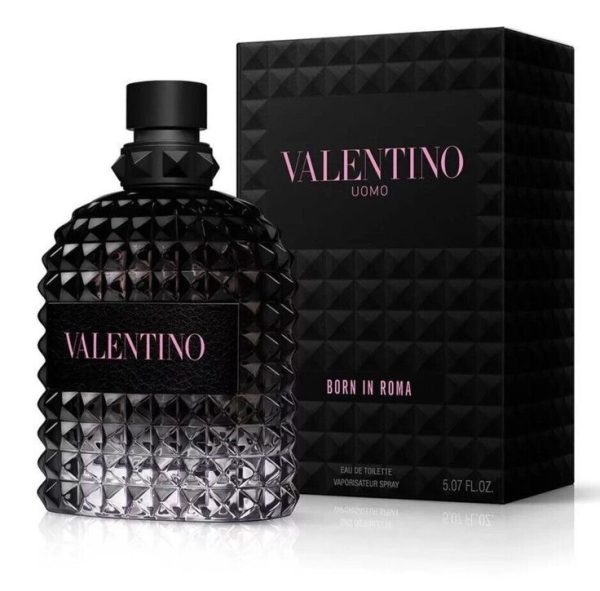 VALENTINO
VALENTINO
UOMO
BORN IN ROMA
EAU DE TOILETTE
VAPORISATEUR SPRAY
5.07 FL.OZ.